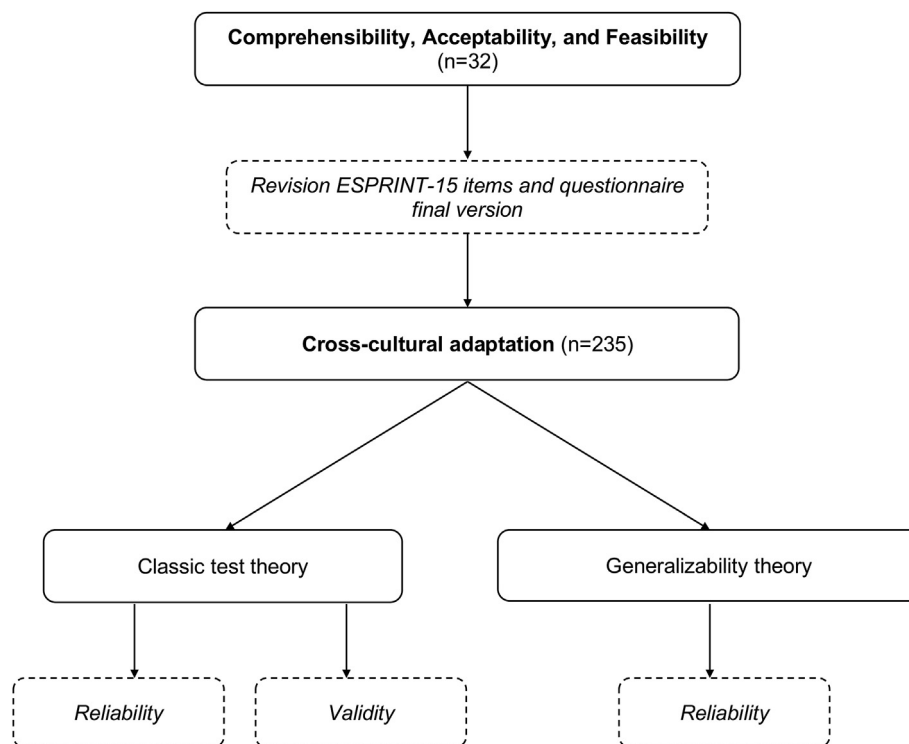 Comprehensibility, Acceptability, and Feasibility
(n=32)
Revision ESPRINT-15 items and questionnaire
final version
Cross-cultural adaptation (n=235)
Classic test theory
Generalizability theory
Reliability
Validity
Reliability